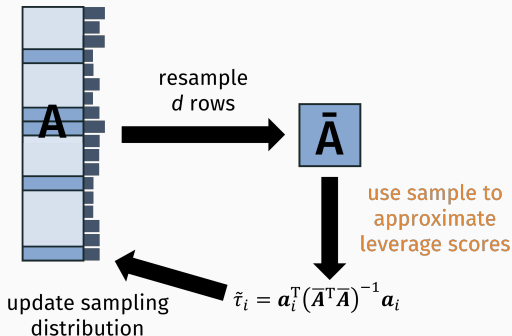 A
resample
d rows
Ā
use sample to
approximate
leverage scores
τ̃ᵢ = aᵢᵀ(ĀᵀĀ)⁻¹aᵢ
update sampling
distribution